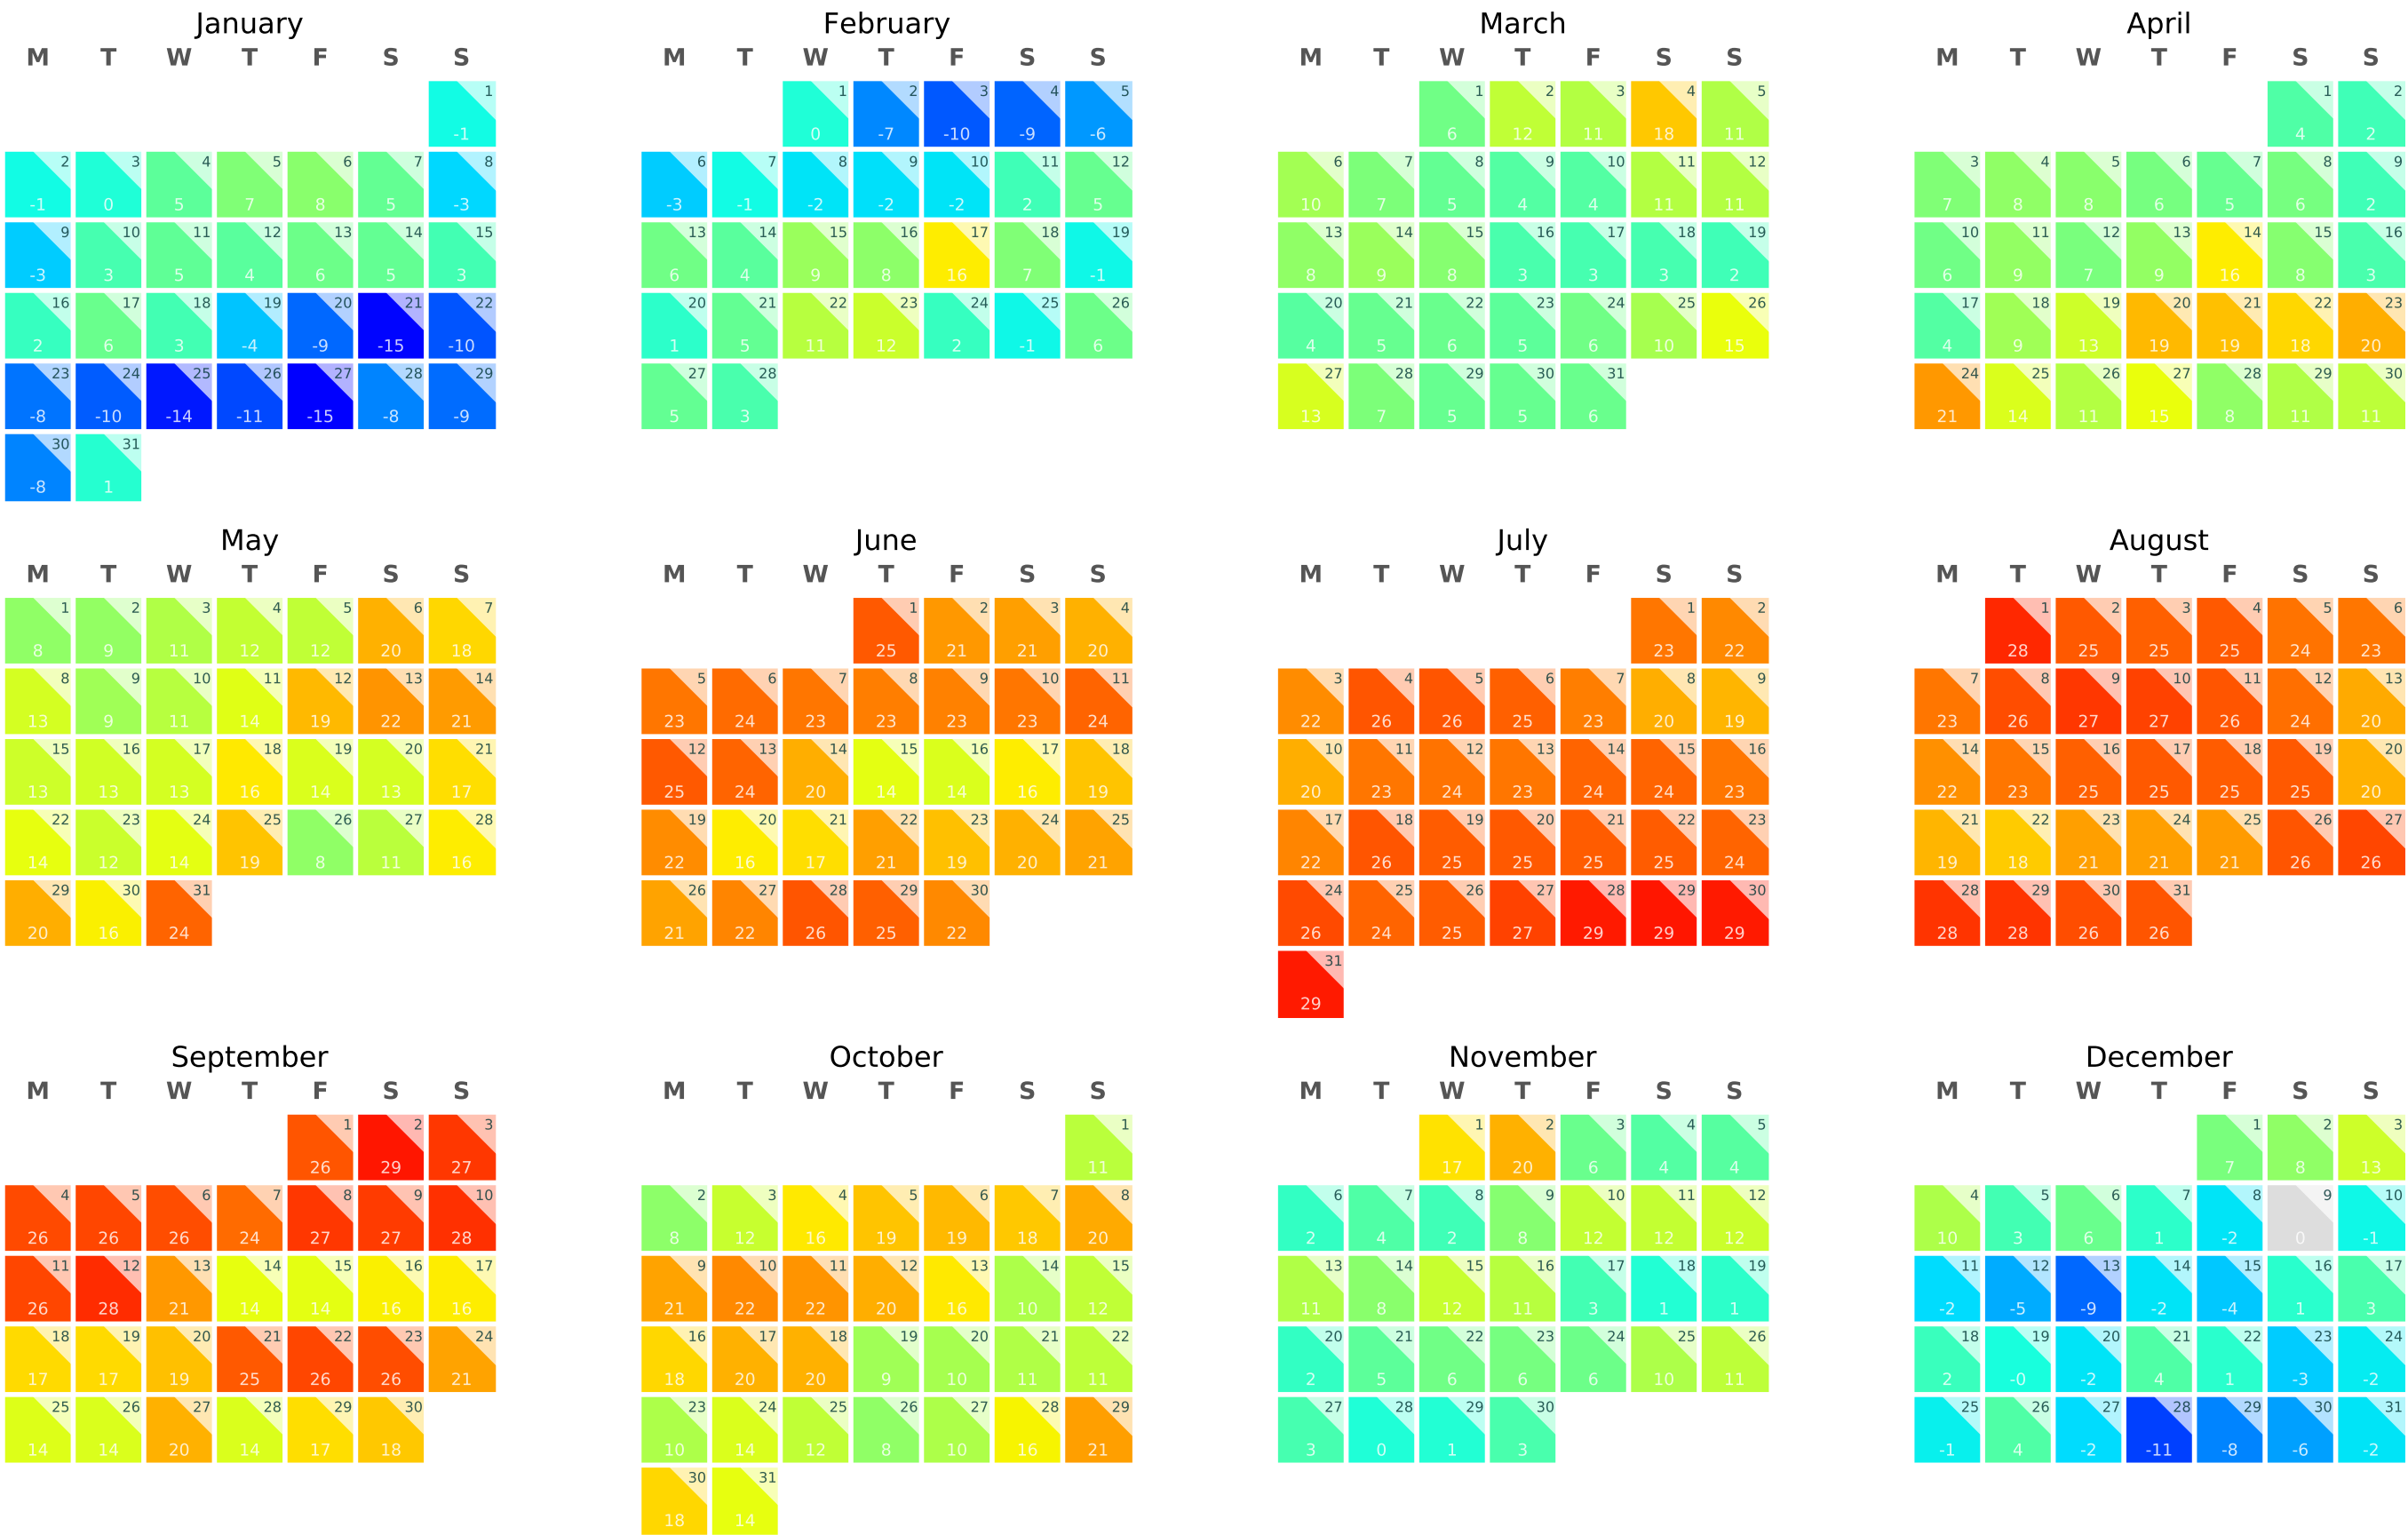 January February March April
M T W T F S S M T W T F S S M T W T F S S M T W T F S S
1 1 2 3 4 5 1 2 3 4 5 1 2
-1 0 -7 -10 -9 -6 6 12 11 18 11 4 2
2 3 4 5 6 7 8 6 7 8 9 10 11 12 6 7 8 9 10 11 12 3 4 5 6 7 8 9
-1 0 5 7 8 5 -3 -3 -1 -2 -2 -2 2 5 10 7 5 4 4 11 11 7 8 8 6 5 6 2
9 10 11 12 13 14 15 13 14 15 16 17 18 19 13 14 15 16 17 18 19 10 11 12 13 14 15 16
-3 3 5 4 6 5 3 6 4 9 8 16 7 -1 8 9 8 3 3 3 2 6 9 7 9 16 8 3
16 17 18 19 20 21 22 20 21 22 23 24 25 26 20 21 22 23 24 25 26 17 18 19 20 21 22 23
2 6 3 -4 -9 -15 -10 1 5 11 12 2 -1 6 4 5 6 5 6 10 15 4 9 13 19 19 18 20
23 24 25 26 27 28 29 27 28 27 28 29 30 31 24 25 26 27 28 29 30
-8 -10 -14 -11 -15 -8 -9 5 3 13 7 5 5 6 21 14 11 15 8 11 11
30 31
-8 1
May June July August
M T W T F S S M T W T F S S M T W T F S S M T W T F S S
1 2 3 4 5 6 7 1 2 3 4 1 2 1 2 3 4 5 6
8 9 11 12 12 20 18 25 21 21 20 23 22 28 25 25 25 24 23
8 9 10 11 12 13 14 5 6 7 8 9 10 11 3 4 5 6 7 8 9 7 8 9 10 11 12 13
13 9 11 14 19 22 21 23 24 23 23 23 23 24 22 26 26 25 23 20 19 23 26 27 27 26 24 20
15 16 17 18 19 20 21 12 13 14 15 16 17 18 10 11 12 13 14 15 16 14 15 16 17 18 19 20
13 13 13 16 14 13 17 25 24 20 14 14 16 19 20 23 24 23 24 24 23 22 23 25 25 25 25 20
22 23 24 25 26 27 28 19 20 21 22 23 24 25 17 18 19 20 21 22 23 21 22 23 24 25 26 27
14 12 14 19 8 11 16 22 16 17 21 19 20 21 22 26 25 25 25 25 24 19 18 21 21 21 26 26
29 30 31 26 27 28 29 30 24 25 26 27 28 29 30 28 29 30 31
20 16 24 21 22 26 25 22 26 24 25 27 29 29 29 28 28 26 26
31
29
September October November December
M T W T F S S M T W T F S S M T W T F S S M T W T F S S
1 2 3 1 1 2 3 4 5 1 2 3
26 29 27 11 17 20 6 4 4 7 8 13
4 5 6 7 8 9 10 2 3 4 5 6 7 8 6 7 8 9 10 11 12 4 5 6 7 8 9 10
26 26 26 24 27 27 28 8 12 16 19 19 18 20 2 4 2 8 12 12 12 10 3 6 1 -2 0 -1
11 12 13 14 15 16 17 9 10 11 12 13 14 15 13 14 15 16 17 18 19 11 12 13 14 15 16 17
26 28 21 14 14 16 16 21 22 22 20 16 10 12 11 8 12 11 3 1 1 -2 -5 -9 -2 -4 1 3
18 19 20 21 22 23 24 16 17 18 19 20 21 22 20 21 22 23 24 25 26 18 19 20 21 22 23 24
17 17 19 25 26 26 21 18 20 20 9 10 11 11 2 5 6 6 6 10 11 2 -0 -2 4 1 -3 -2
25 26 27 28 29 30 23 24 25 26 27 28 29 27 28 29 30 25 26 27 28 29 30 31
14 14 20 14 17 18 10 14 12 8 10 16 21 3 0 1 3 -1 4 -2 -11 -8 -6 -2
30 31
18 14